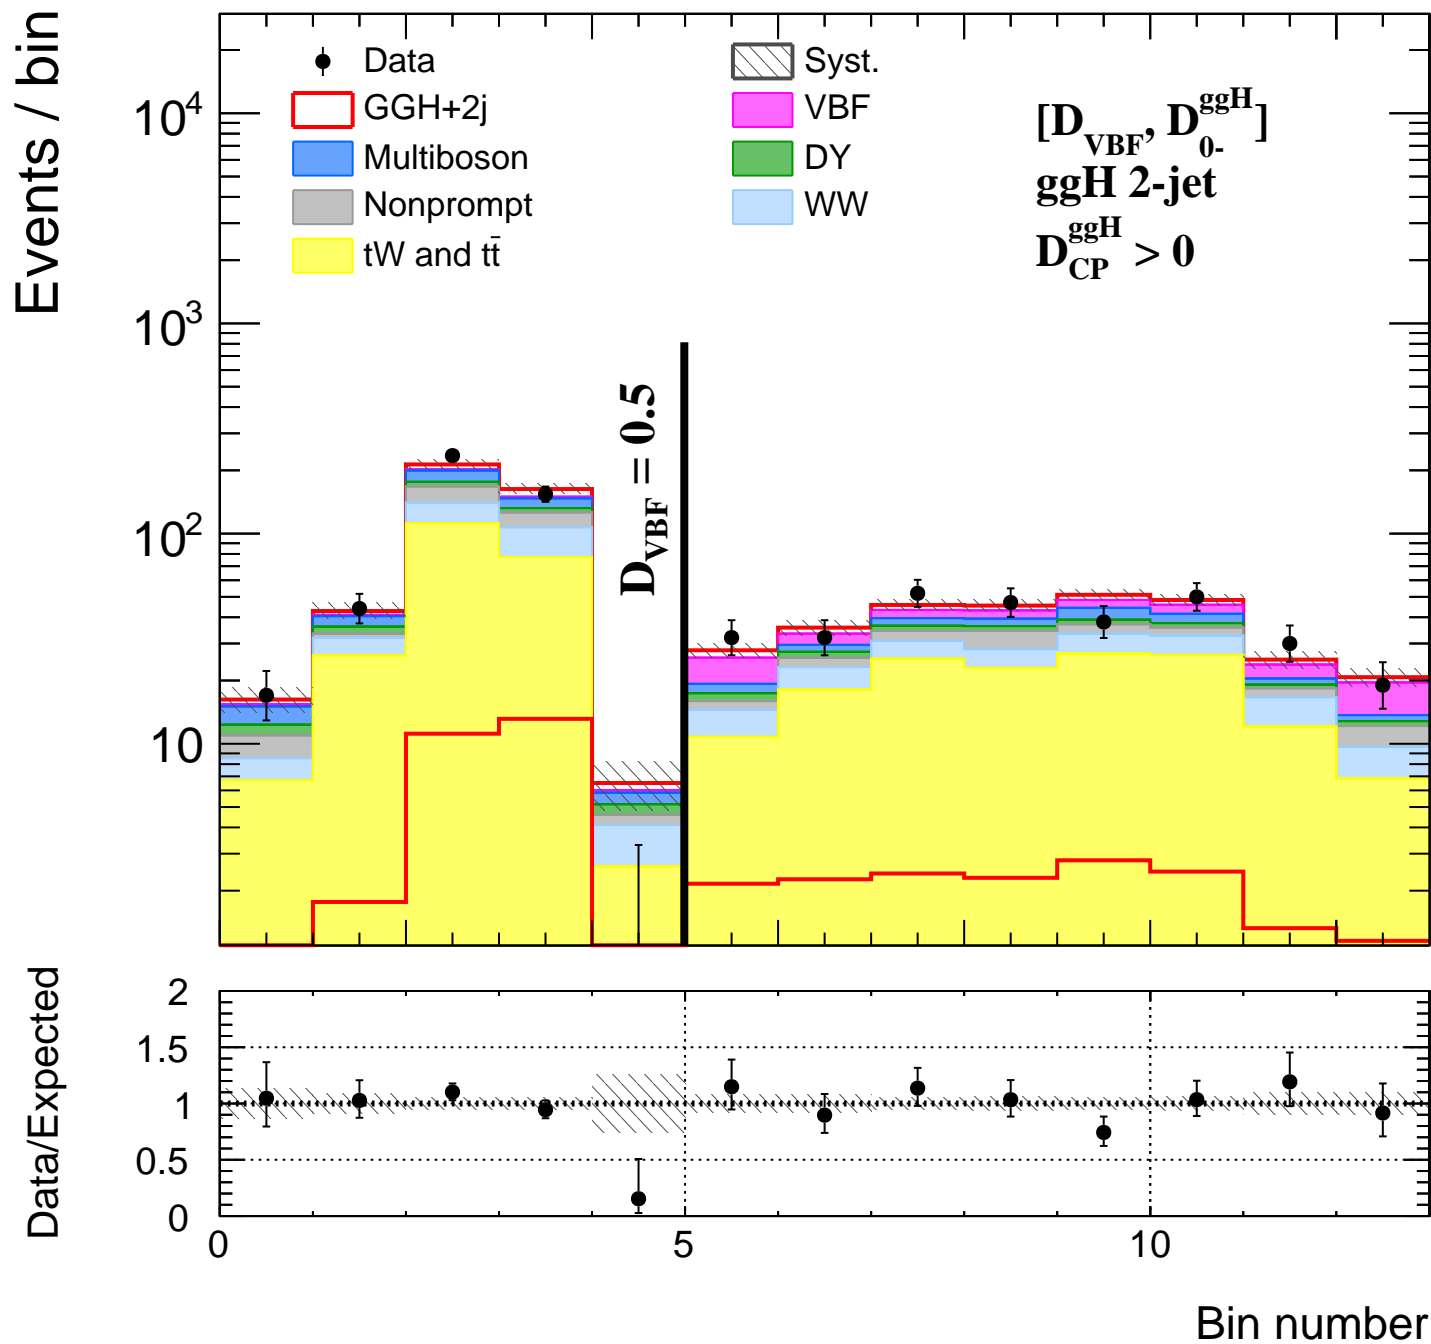 Events / bin
10^4
10^3
10^2
10
Data
GGH+2j
Multiboson
Nonprompt
tW and tt̄
Syst.
VBF
DY
WW
[D_VBF, D_0-^ggH]
ggH 2-jet
D_CP^ggH > 0
D_VBF = 0.5
Data/Expected
2
1.5
1
0.5
0
0 5 10
Bin number